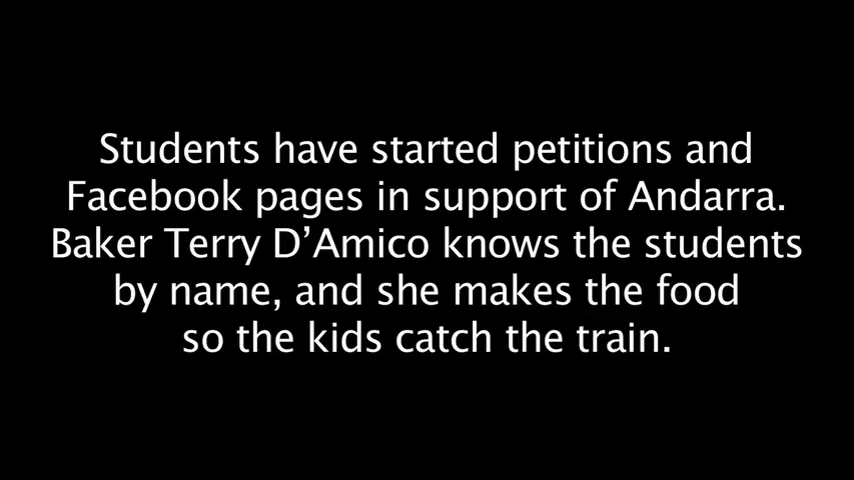 Students have started petitions and
Facebook pages in support of Andarra.
Baker Terry D’Amico knows the students
by name, and she makes the food
so the kids catch the train.